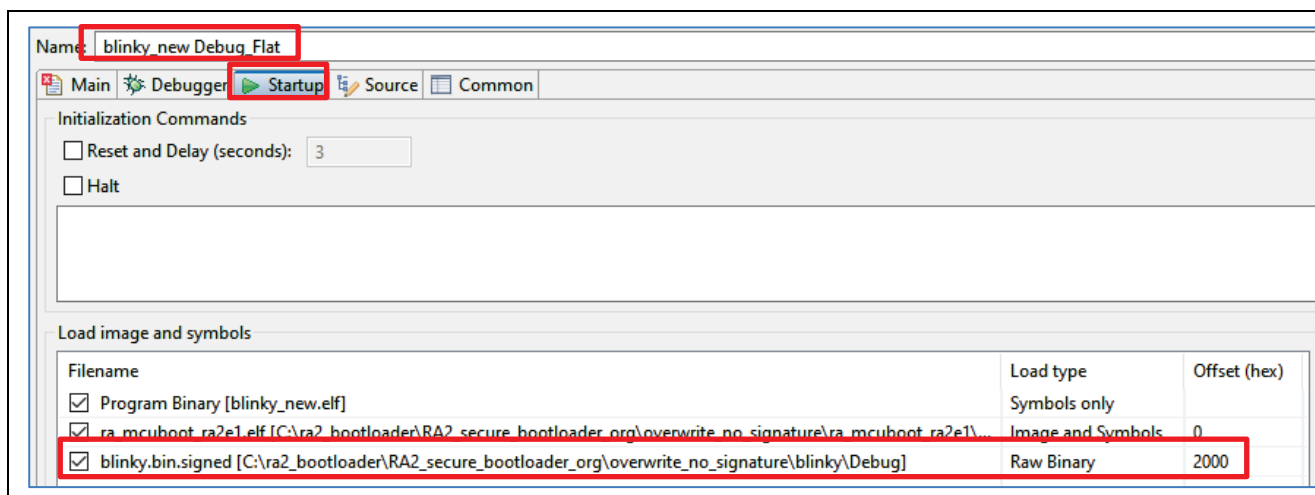 Name: blinky_new Debug_Flat
Main Debugger Startup Source Common
Initialization Commands
Reset and Delay (seconds): 3
Halt
Load image and symbols
Filename Load type Offset (hex)
Program Binary [blinky_new.elf] Symbols only
ra_mcuboot_ra2e1.elf [C:\ra2_bootloader\RA2_secure_bootloader_org\overwrite_no_signature\ra_mcuboot_ra2e1\... Image and Symbols 0
blinky.bin.signed [C:\ra2_bootloader\RA2_secure_bootloader_org\overwrite_no_signature\blinky\Debug] Raw Binary 2000